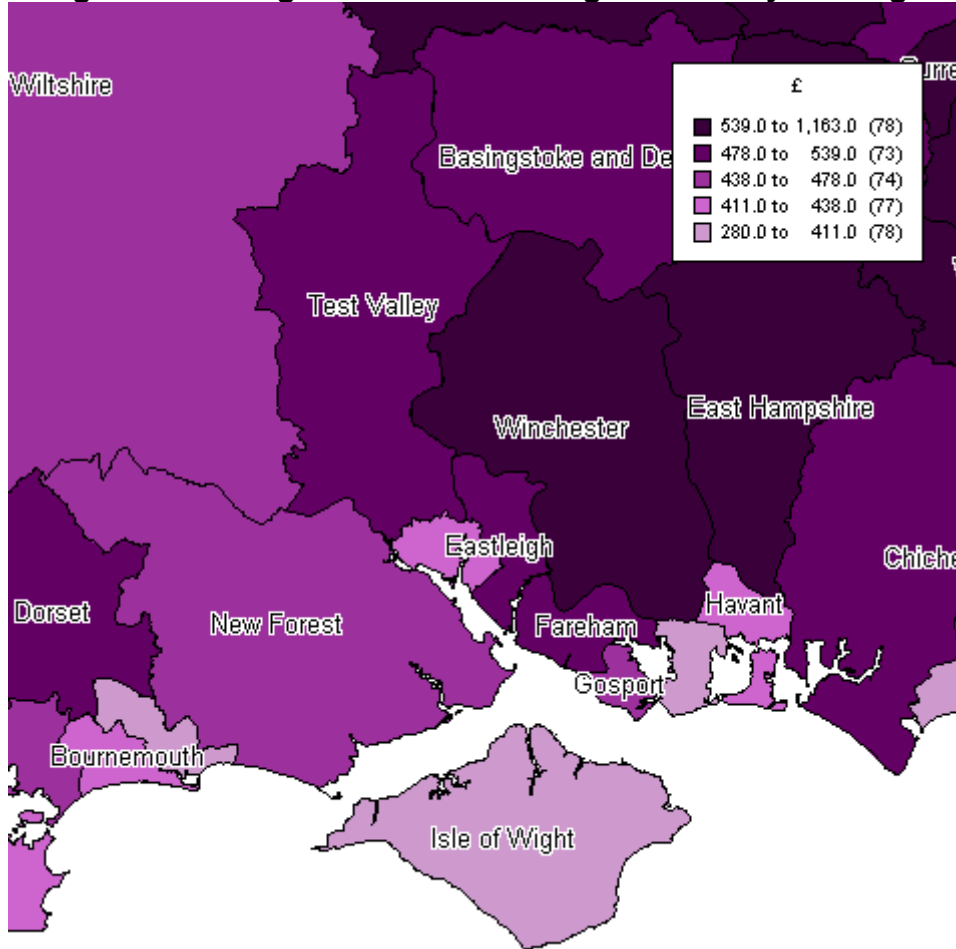 Wiltshire
£
539.0 to 1,163.0 (78)
478.0 to 539.0 (73)
438.0 to 478.0 (74)
411.0 to 438.0 (77)
280.0 to 411.0 (78)
Basingstoke and De
Test Valley
Winchester
East Hampshire
Eastleigh
Chiche
Dorset
New Forest
Fareham
Havant
Gosport
Bournemouth
Isle of Wight